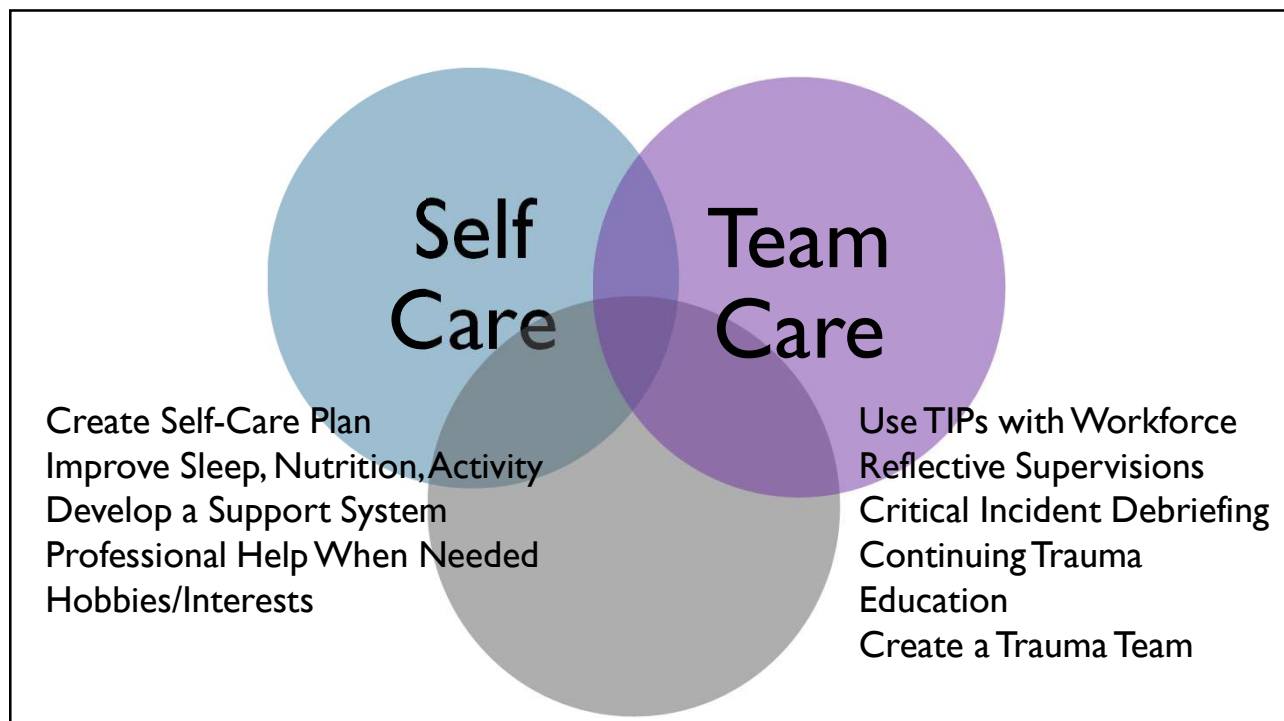 Self
Care
Team
Care
Create Self-Care Plan
Improve Sleep, Nutrition, Activity
Develop a Support System
Professional Help When Needed
Hobbies/Interests
Use TIPs with Workforce
Reflective Supervisions
Critical Incident Debriefing
Continuing Trauma
Education
Create a Trauma Team